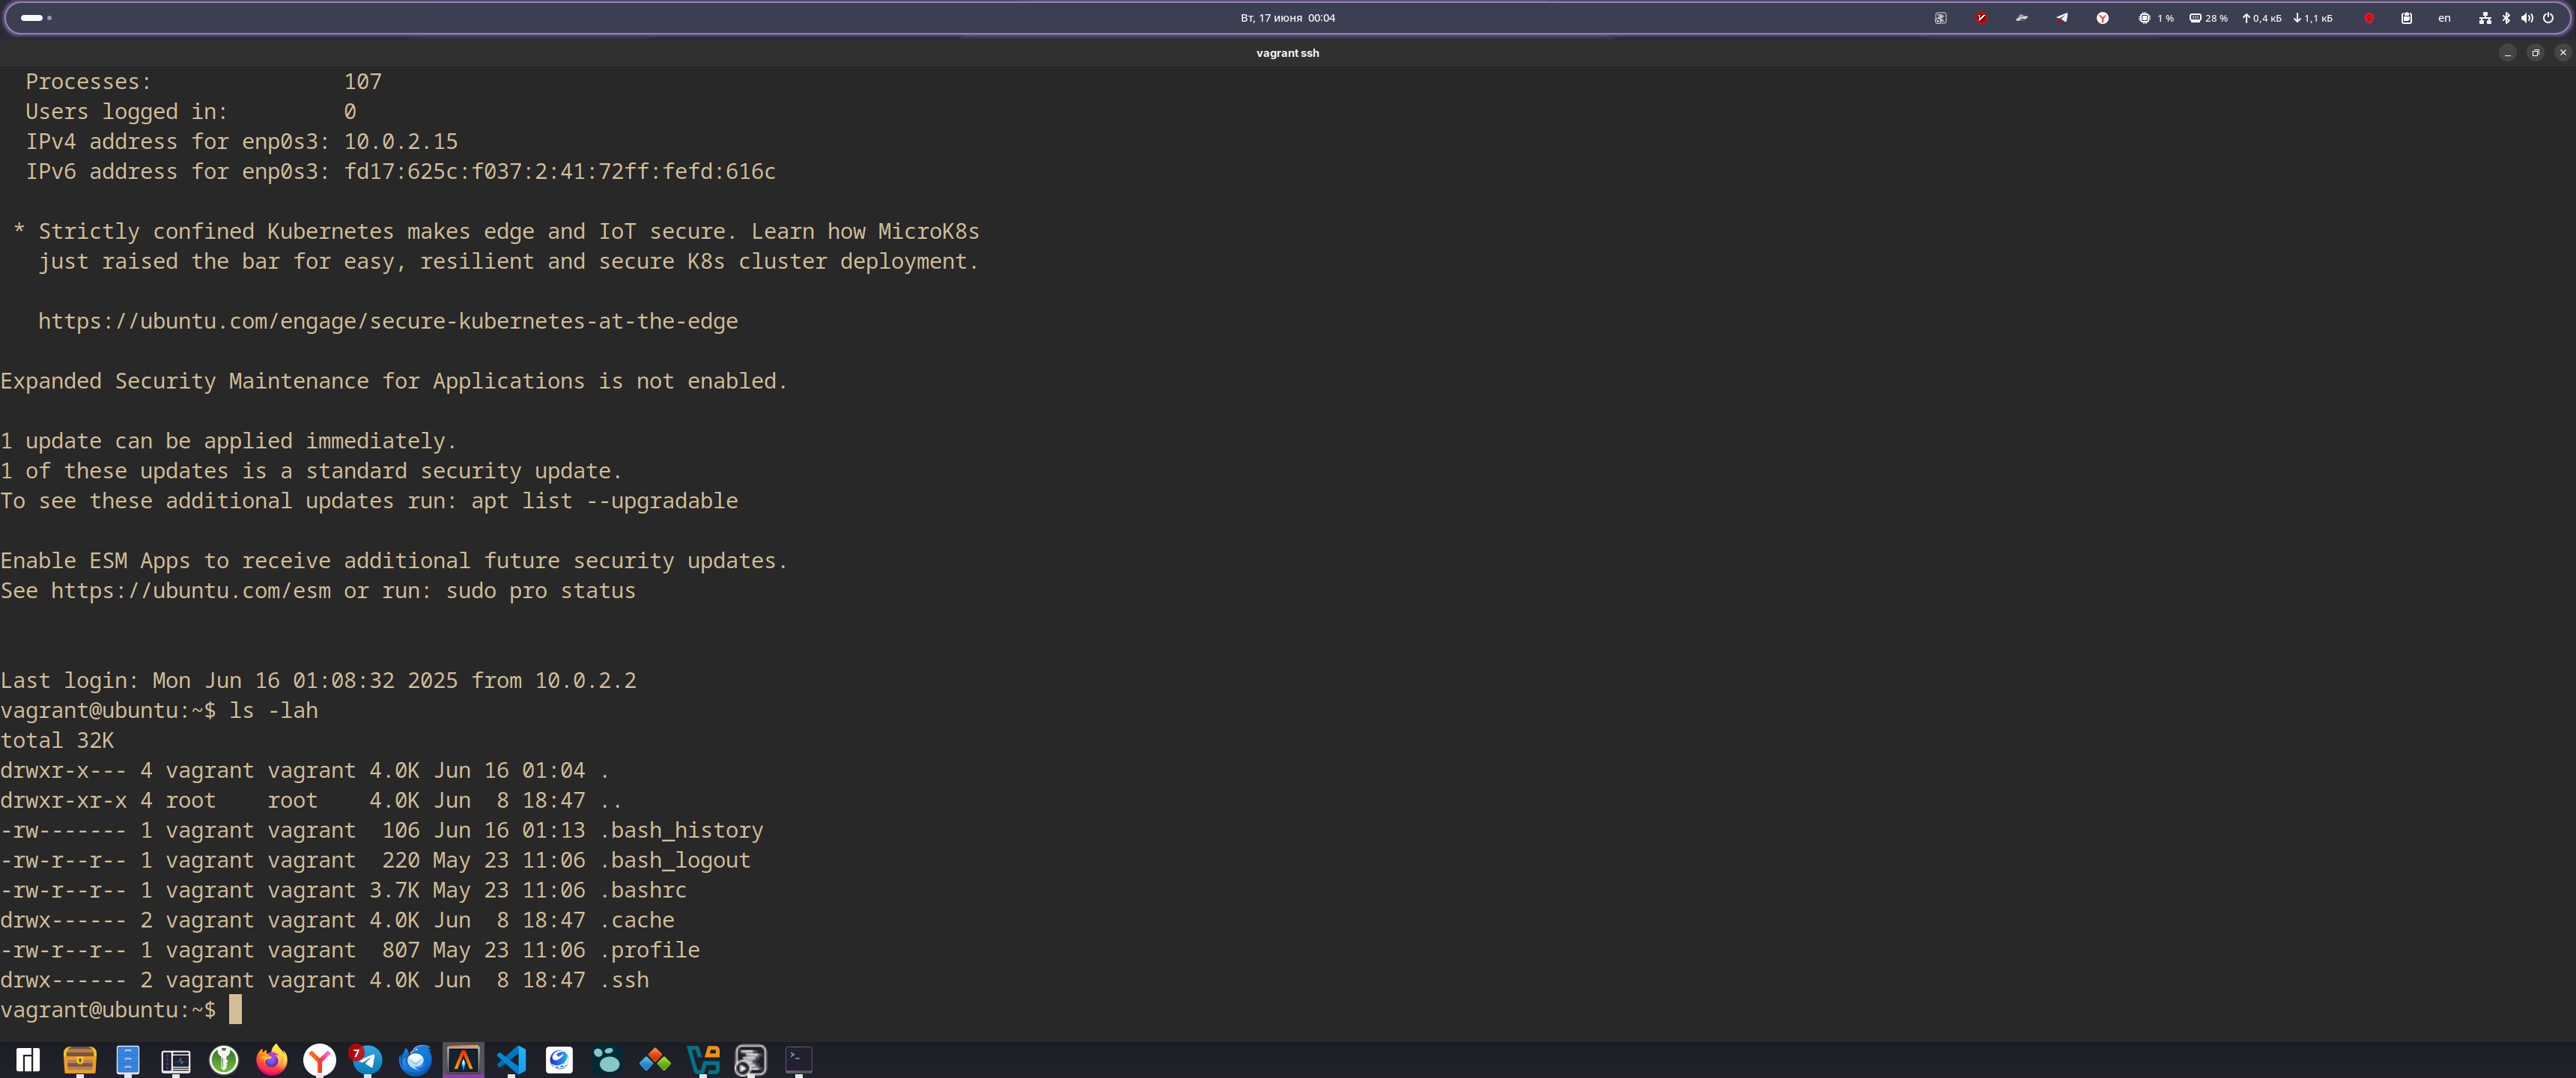 Вт, 17 июня 00:04
1 %
28 %
0,4 кБ
1,1 кБ
en
vagrant ssh
Processes: 107
Users logged in: 0
IPv4 address for enp0s3: 10.0.2.15
IPv6 address for enp0s3: fd17:625c:f037:2:41:72ff:fefd:616c
* Strictly confined Kubernetes makes edge and IoT secure. Learn how MicroK8s
just raised the bar for easy, resilient and secure K8s cluster deployment.
https://ubuntu.com/engage/secure-kubernetes-at-the-edge
Expanded Security Maintenance for Applications is not enabled.
1 update can be applied immediately.
1 of these updates is a standard security update.
To see these additional updates run: apt list --upgradable
Enable ESM Apps to receive additional future security updates.
See https://ubuntu.com/esm or run: sudo pro status
Last login: Mon Jun 16 01:08:32 2025 from 10.0.2.2
vagrant@ubuntu:~$ ls -lah
total 32K
drwxr-x--- 4 vagrant vagrant 4.0K Jun 16 01:04 .
drwxr-xr-x 4 root    root    4.0K Jun  8 18:47 ..
-rw------- 1 vagrant vagrant  106 Jun 16 01:13 .bash_history
-rw-r--r-- 1 vagrant vagrant  220 May 23 11:06 .bash_logout
-rw-r--r-- 1 vagrant vagrant 3.7K May 23 11:06 .bashrc
drwx------ 2 vagrant vagrant 4.0K Jun  8 18:47 .cache
-rw-r--r-- 1 vagrant vagrant  807 May 23 11:06 .profile
drwx------ 2 vagrant vagrant 4.0K Jun  8 18:47 .ssh
vagrant@ubuntu:~$
7